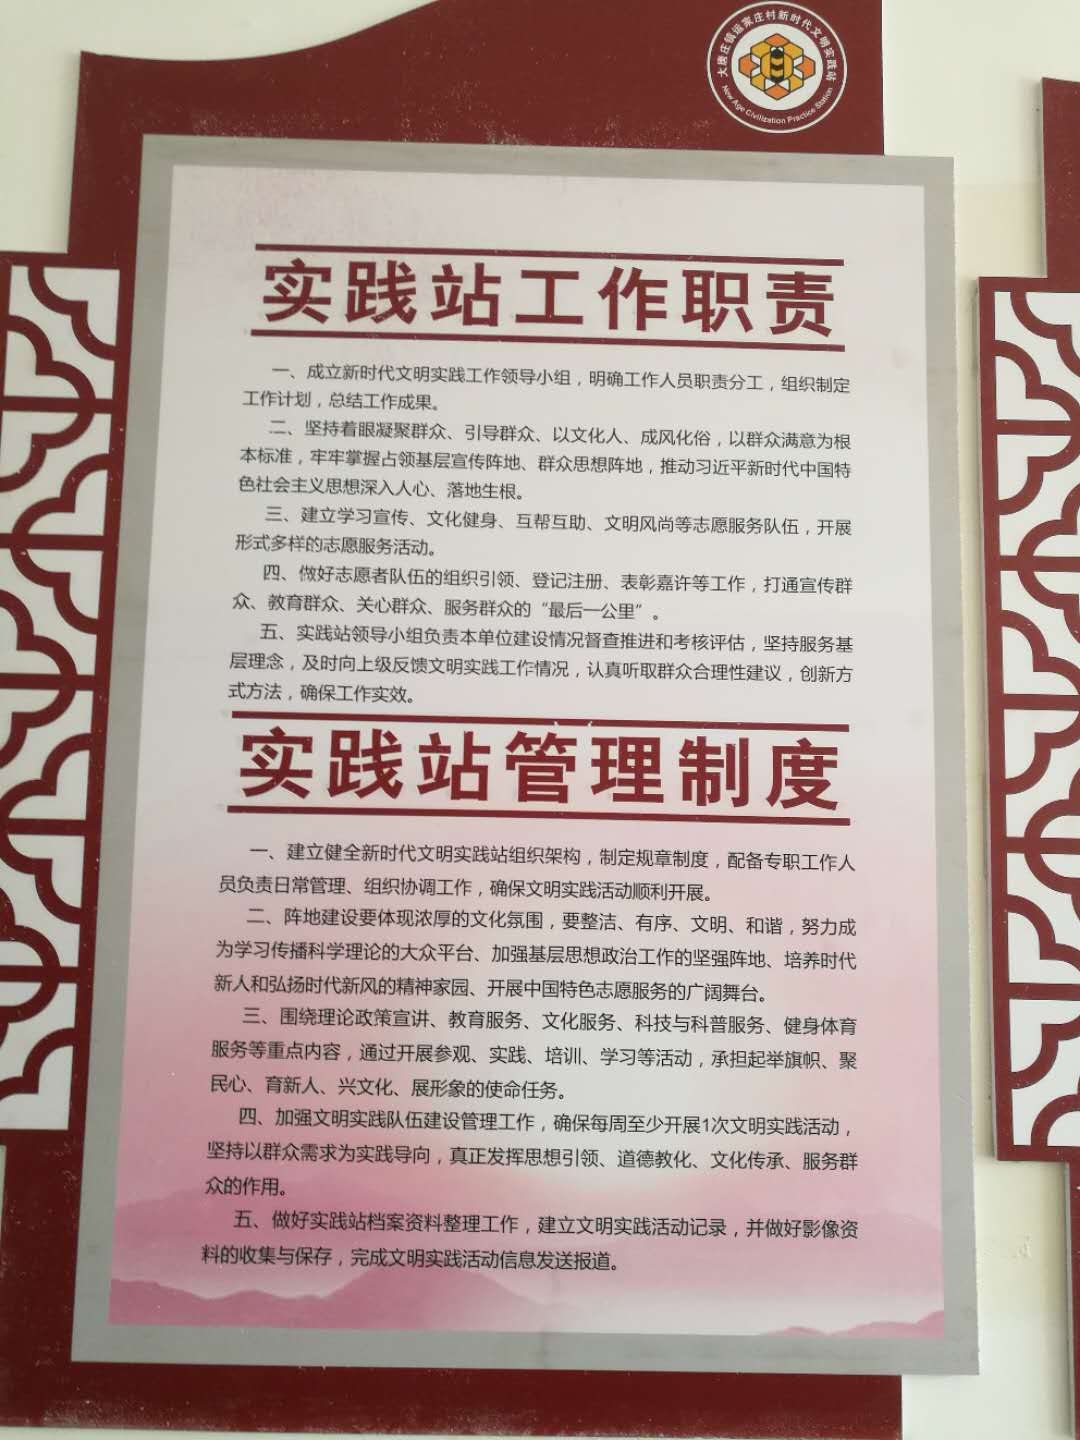 大唐庄镇运家庄村新时代文明实践站
New Age Civilization Practice Station
实践站工作职责
一、成立新时代文明实践工作领导小组，明确工作人员职责分工，组织制定
工作计划，总结工作成果。
二、坚持着眼凝聚群众、引导群众、以文化人、成风化俗，以群众满意为根
本标准，牢牢掌握占领基层宣传阵地、群众思想阵地，推动习近平新时代中国特
色社会主义思想深入人心、落地生根。
三、建立学习宣传、文化健身、互帮互助、文明风尚等志愿服务队伍，开展
形式多样的志愿服务活动。
四、做好志愿者队伍的组织引领、登记注册、表彰嘉许等工作，打通宣传群
众、教育群众、关心群众、服务群众的“最后一公里”。
五、实践站领导小组负责本单位建设情况督查推进和考核评估，坚持服务基
层理念，及时向上级反馈文明实践工作情况，认真听取群众合理性建议，创新方
式方法，确保工作实效。
实践站管理制度
一、建立健全新时代文明实践站组织架构，制定规章制度，配备专职工作人
员负责日常管理、组织协调工作，确保文明实践活动顺利开展。
二、阵地建设要体现浓厚的文化氛围，要整洁、有序、文明、和谐，努力成
为学习传播科学理论的大众平台、加强基层思想政治工作的坚强阵地、培养时代
新人和弘扬时代新风的精神家园、开展中国特色志愿服务的广阔舞台。
三、围绕理论政策宣讲、教育服务、文化服务、科技与科普服务、健身体育
服务等重点内容，通过开展参观、实践、培训、学习等活动，承担起举旗帜、聚
民心、育新人、兴文化、展形象的使命任务。
四、加强文明实践队伍建设管理工作，确保每周至少开展1次文明实践活动，
坚持以群众需求为实践导向，真正发挥思想引领、道德教化、文化传承、服务群
众的作用。
五、做好实践站档案资料整理工作，建立文明实践活动记录，并做好影像资
料的收集与保存，完成文明实践活动信息发送报道。